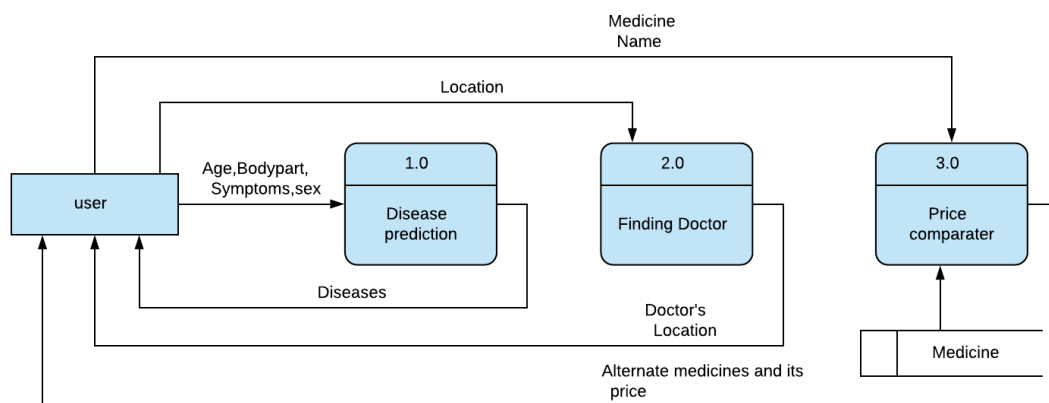 Medicine
Name
Location
Age,Bodypart,
Symptoms,sex
1.0
2.0
3.0
user
Disease
prediction
Finding Doctor
Price
comparater
Diseases
Doctor's
Location
Medicine
Alternate medicines and its
price